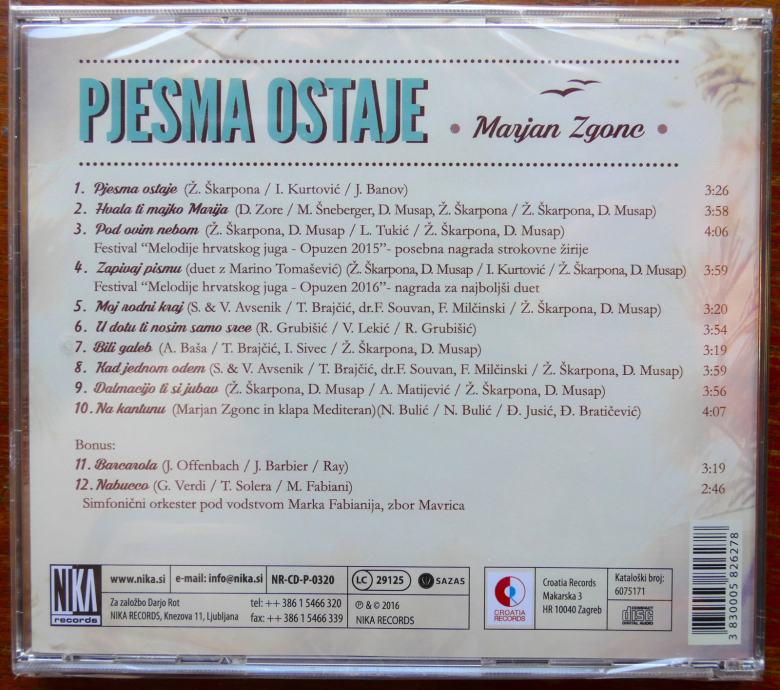 PJESMA OSTAJE • Marjan Zgonc •
1. Pjesma ostaje (Ž. Škarpona / I. Kurtović / J. Banov) 3:26
2. Hvala ti majko Marija (D. Zore / M. Šneberger, D. Musap, Ž. Škarpona / Ž. Škarpona, D. Musap) 3:58
3. Pod ovim nebom (Ž. Škarpona, D. Musap / L. Tukić / Ž. Škarpona, D. Musap) 4:06
Festival “Melodije hrvatskog juga - Opuzen 2015”- posebna nagrada strokovne žirije
4. Zapivaj pismu (duet z Marino Tomašević) (Ž. Škarpona, D. Musap / I. Kurtović / Ž. Škarpona, D. Musap) 3:59
Festival “Melodije hrvatskog juga - Opuzen 2016”- nagrada za najboljši duet
5. Moj rodni kraj (S. & V. Avsenik / T. Brajčić, dr.F. Souvan, F. Milčinski / Ž. Škarpona, D. Musap) 3:20
6. U dotu ti nosim samo srce (R. Grubišić / V. Lekić / R. Grubišić) 3:54
7. Bili galeb (A. Baša / T. Brajčić, I. Sivec / Ž. Škarpona, D. Musap) 3:19
8. Kad jednom odem (S. & V. Avsenik / T. Brajčić, dr.F. Souvan, F. Milčinski / Ž. Škarpona, D. Musap) 3:59
9. Dalmacijo ti si jubav (Ž. Škarpona, D. Musap / A. Matijević / Ž. Škarpona, D. Musap) 3:56
10. Na kantunu (Marjan Zgonc in klapa Mediteran)(N. Bulić / N. Bulić / Đ. Jusić, Đ. Bratičević) 4:07
Bonus:
11. Barcarola (J. Offenbach / J. Barbier / Ray) 3:19
12. Nabucco (G. Verdi / T. Solera / M. Fabiani) 2:46
Simfonični orkester pod vodstvom Marka Fabianija, zbor Mavrica
NIKA records
www.nika.si e-mail: info@nika.si NR-CD-P-0320 LC 29125 SAZAS
Za založbo Darjo Rot
NIKA RECORDS, Knezova 11, Ljubljana
tel: ++ 386 1 5466 320
fax: ++ 386 1 5466 339
℗ & © 2016
NIKA RECORDS
CROATIA RECORDS
Croatia Records
Makarska 3
HR 10040 Zagreb
Kataloški broj:
6075171
COMPACT disc DIGITAL AUDIO
3 830005 826278